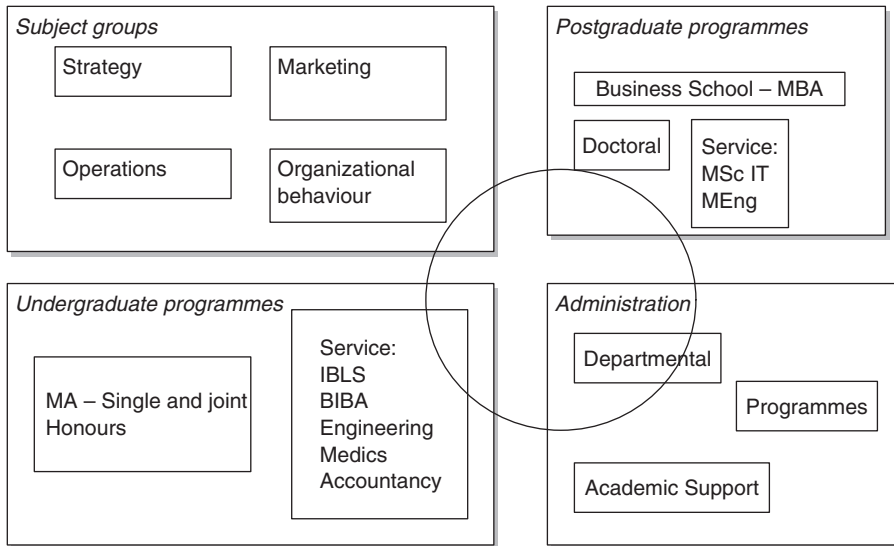 Subject groups
Strategy
Marketing
Operations
Organizational
behaviour
Postgraduate programmes
Business School – MBA
Doctoral
Service:
MSc IT
MEng
Undergraduate programmes
MA – Single and joint
Honours
Service:
IBLS
BIBA
Engineering
Medics
Accountancy
Administration
Departmental
Programmes
Academic Support